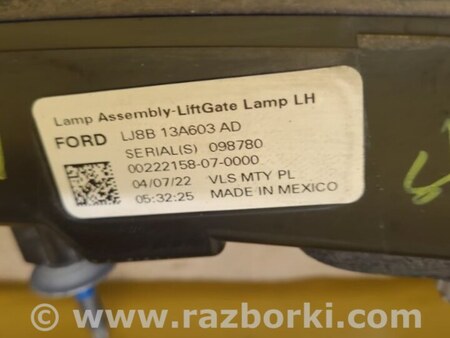 Lamp Assembly-LiftGate Lamp LH
FORD LJ8B 13A603 AD
SERIAL(S) 098780
00222158-07-0000
04/07/22 VLS MTY PL
05:32:25 MADE IN MEXICO
www.razborki.com